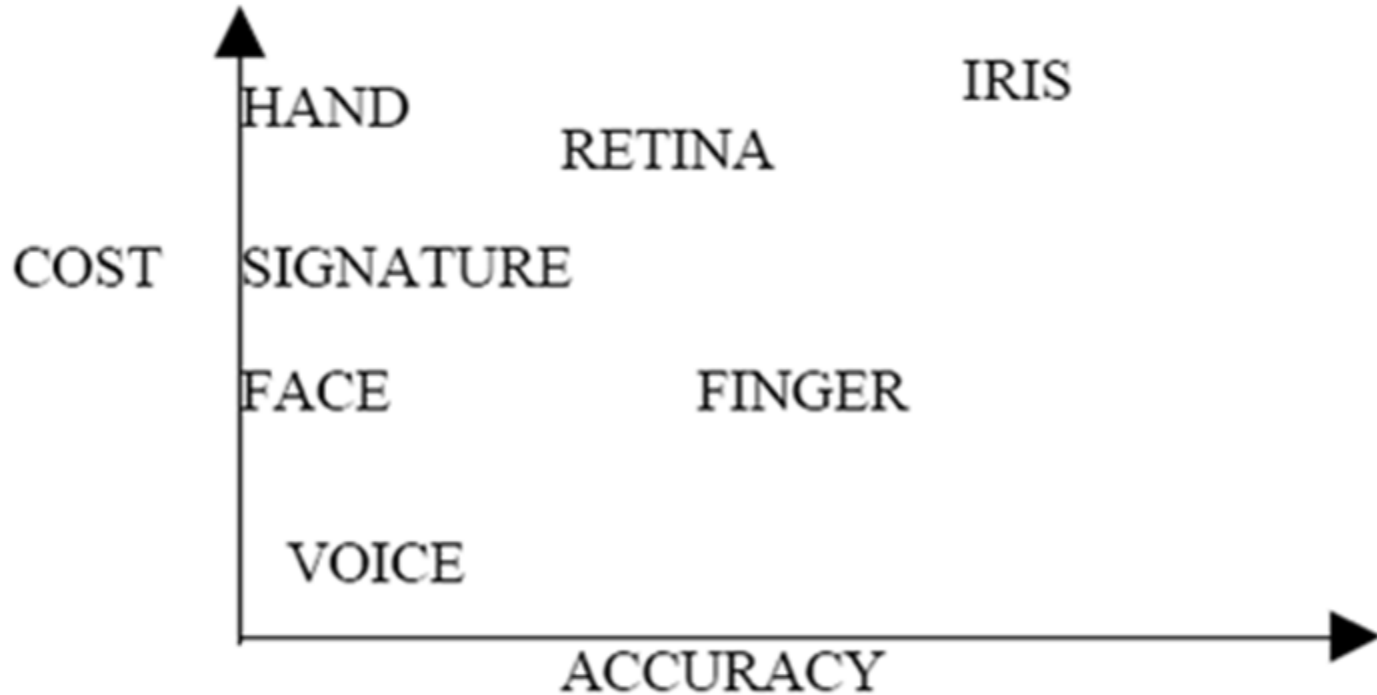 IRIS
HAND
RETINA
COST
SIGNATURE
FACE
FINGER
VOICE
ACCURACY